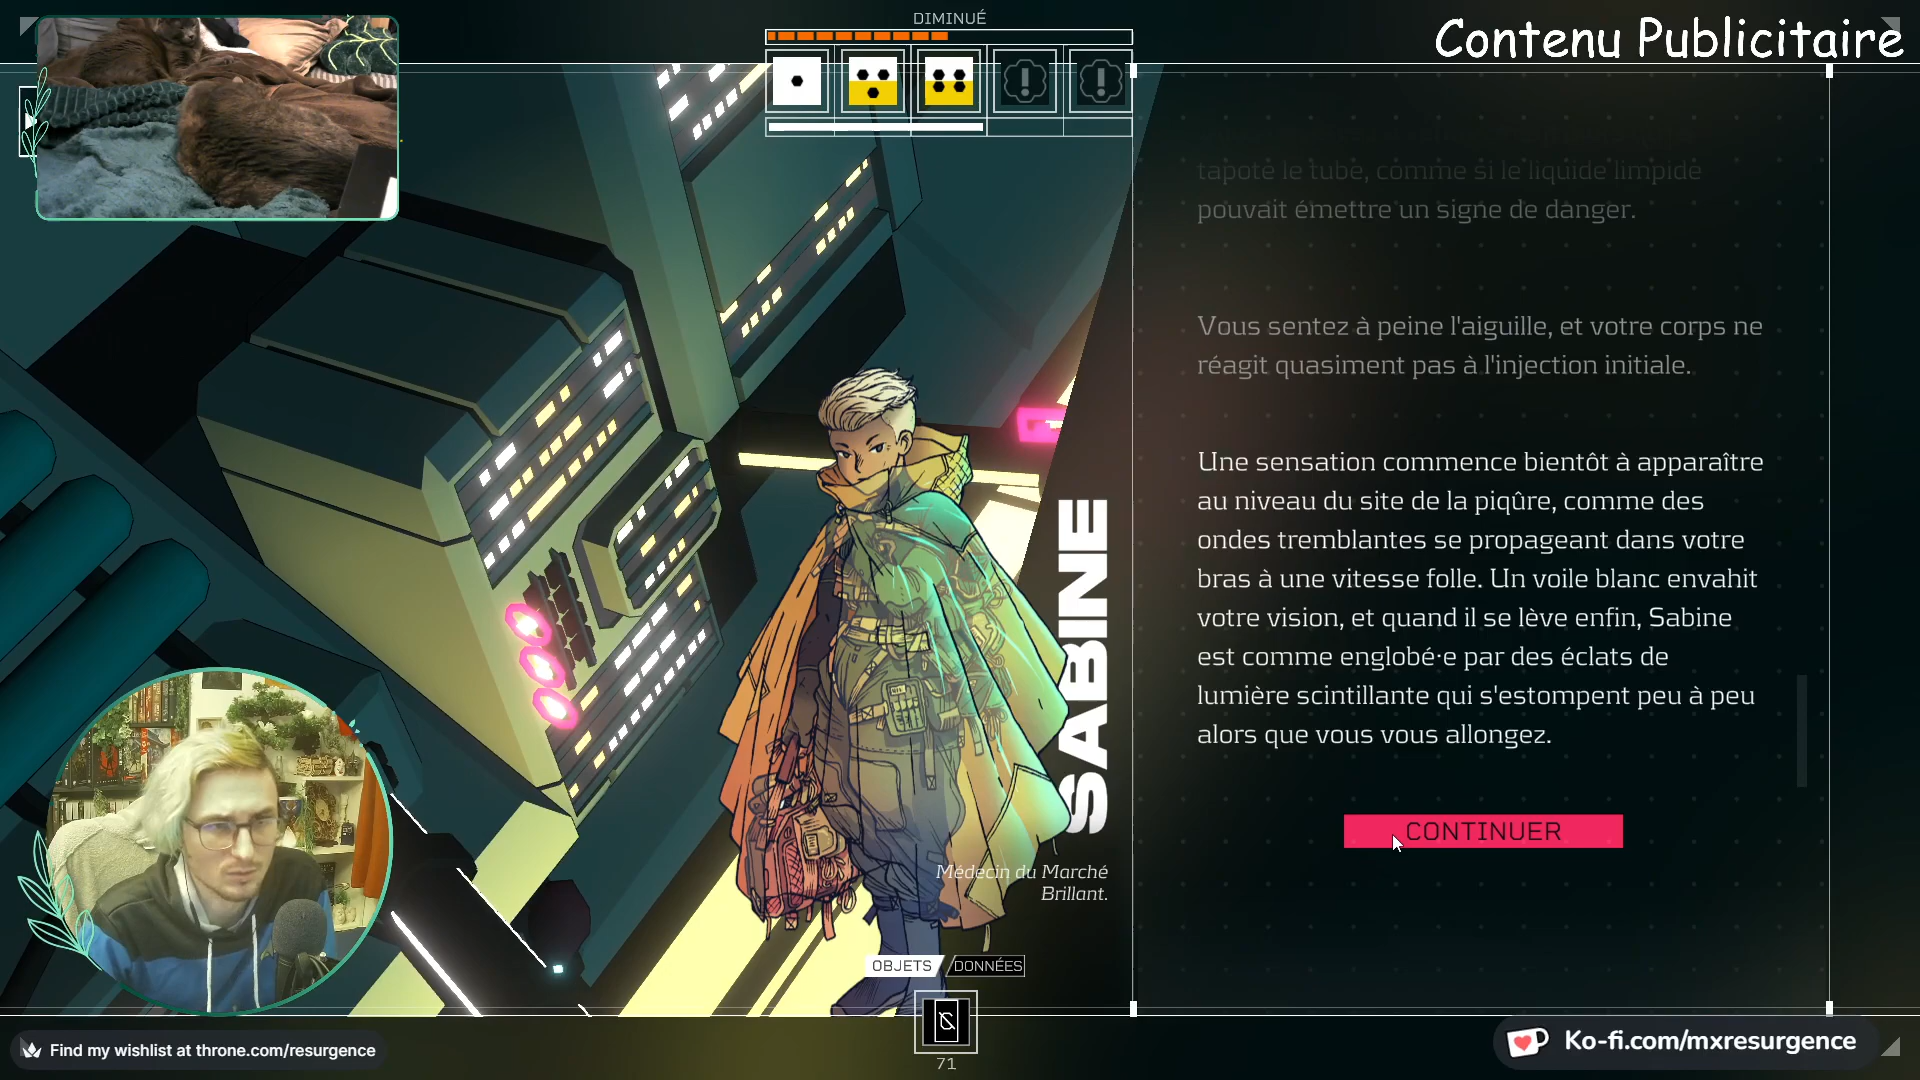 DIMINUÉ
Contenu Publicitaire
tapoté le tube, comme si le liquide limpide
pouvait émettre un signe de danger.
Vous sentez à peine l'aiguille, et votre corps ne
réagit quasiment pas à l'injection initiale.
Une sensation commence bientôt à apparaître
au niveau du site de la piqûre, comme des
ondes tremblantes se propageant dans votre
bras à une vitesse folle. Un voile blanc envahit
votre vision, et quand il se lève enfin, Sabine
est comme englobé·e par des éclats de
lumière scintillante qui s'estompent peu à peu
alors que vous vous allongez.
CONTINUER
SABINE
Médecin du Marché
Brillant.
OBJETS
DONNÉES
71
Find my wishlist at throne.com/resurgence
Ko-fi.com/mxresurgence